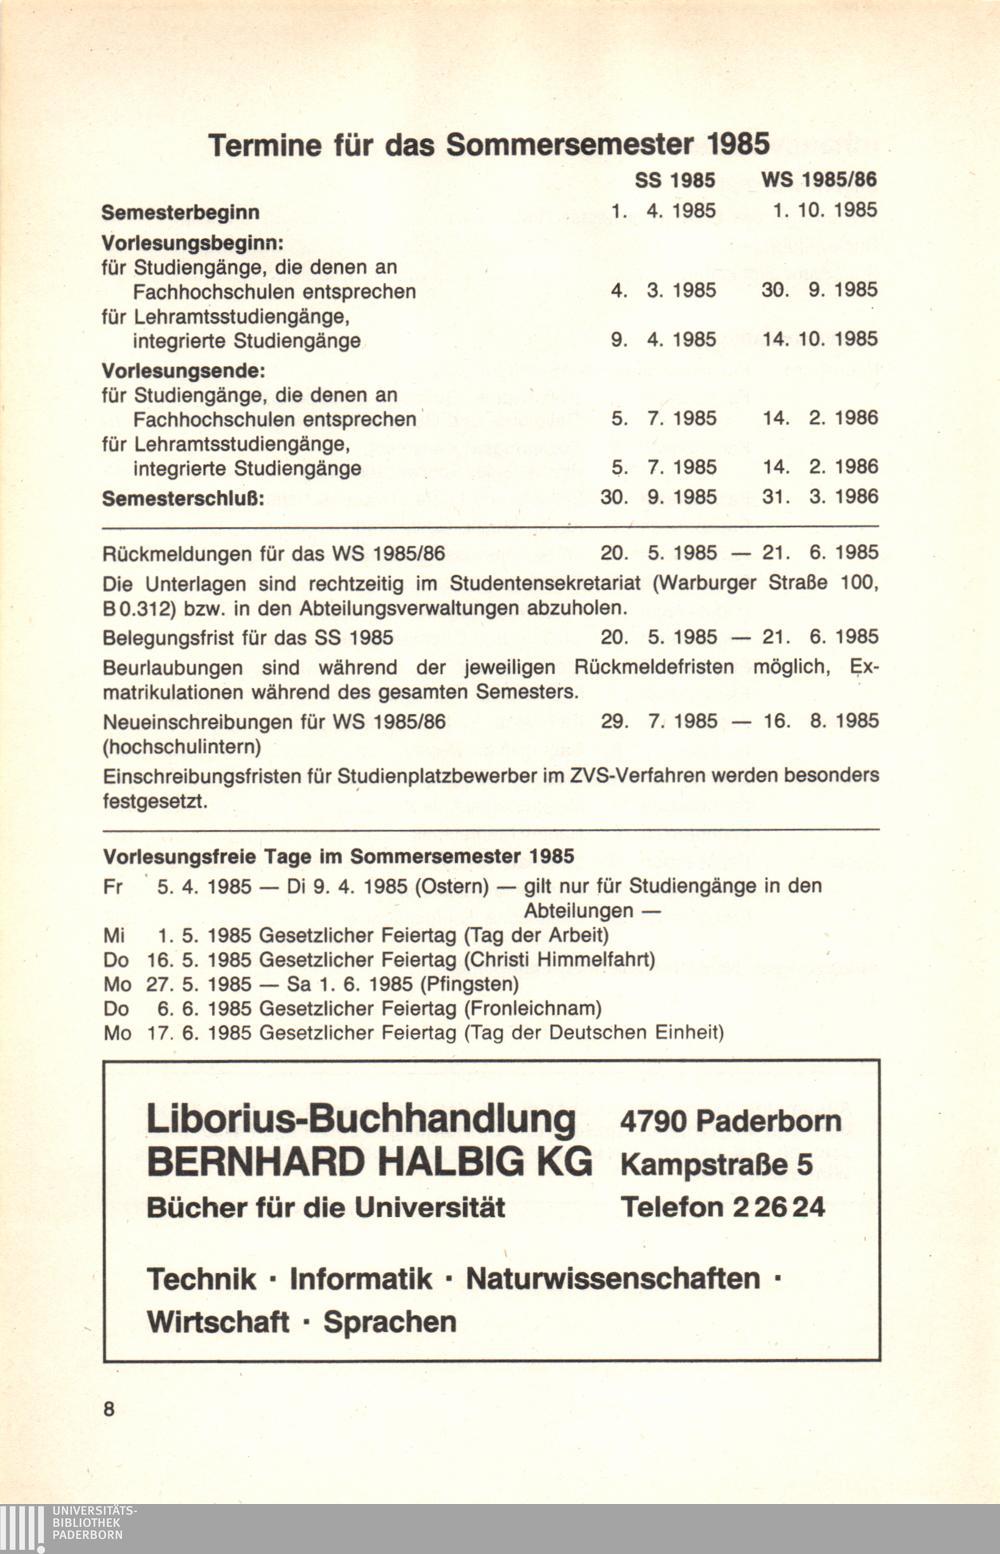 Termine für das Sommersemester 1985
SS 1985 WS 1985/86
Semesterbeginn 1. 4. 1985 1. 10. 1985
Vorlesungsbeginn:
für Studiengänge, die denen an
Fachhochschulen entsprechen 4. 3. 1985 30. 9. 1985
für Lehramtsstudiengänge,
integrierte Studiengänge 9. 4. 1985 14. 10. 1985
Vorlesungsende:
für Studiengänge, die denen an
Fachhochschulen entsprechen 5. 7. 1985 14. 2. 1986
für Lehramtsstudiengänge,
integrierte Studiengänge 5. 7. 1985 14. 2. 1986
Semesterschluß: 30. 9. 1985 31. 3. 1986
Rückmeldungen für das WS 1985/86 20. 5. 1985 — 21. 6. 1985
Die Unterlagen sind rechtzeitig im Studentensekretariat (Warburger Straße 100,
B 0.312) bzw. in den Abteilungsverwaltungen abzuholen.
Belegungsfrist für das SS 1985 20. 5. 1985 — 21. 6. 1985
Beurlaubungen sind während der jeweiligen Rückmeldefristen möglich, Ex-
matrikulationen während des gesamten Semesters.
Neueinschreibungen für WS 1985/86 29. 7. 1985 — 16. 8. 1985
(hochschulintern)
Einschreibungsfristen für Studienplatzbewerber im ZVS-Verfahren werden besonders
festgesetzt.
Vorlesungsfreie Tage im Sommersemester 1985
Fr 5. 4. 1985 — Di 9. 4. 1985 (Ostern) — gilt nur für Studiengänge in den
Abteilungen —
Mi 1. 5. 1985 Gesetzlicher Feiertag (Tag der Arbeit)
Do 16. 5. 1985 Gesetzlicher Feiertag (Christi Himmelfahrt)
Mo 27. 5. 1985 — Sa 1. 6. 1985 (Pfingsten)
Do 6. 6. 1985 Gesetzlicher Feiertag (Fronleichnam)
Mo 17. 6. 1985 Gesetzlicher Feiertag (Tag der Deutschen Einheit)
Liborius-Buchhandlung 4790 Paderborn
BERNHARD HALBIG KG Kampstraße 5
Bücher für die Universität Telefon 2 26 24
Technik · Informatik · Naturwissenschaften ·
Wirtschaft · Sprachen
8
UNIVERSITÄTS-
BIBLIOTHEK
PADERBORN